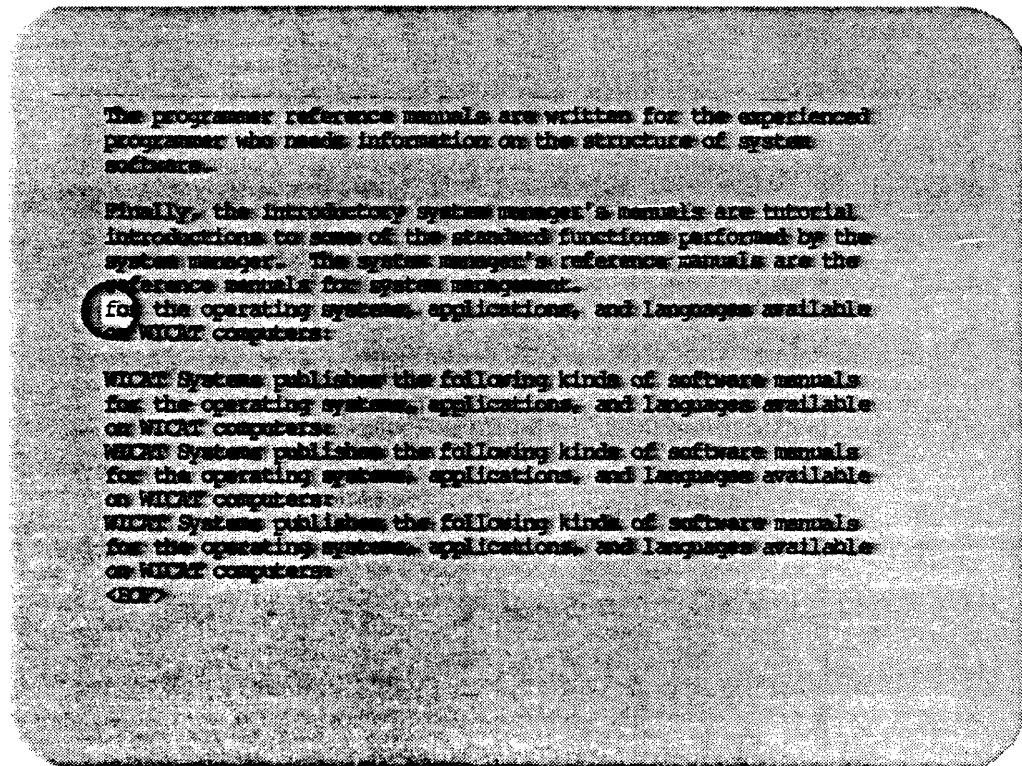 The programmer reference manuals are written for the experienced
programmer who needs information on the structure of system
software.
Finally, the introductory system manager's manuals are tutorial
introductions to some of the standard functions performed by the
system manager. The system manager's reference manuals are the
reference manuals for system management.
for the operating systems, applications, and languages available
on WICAT computers:
WICAT Systems publishes the following kinds of software manuals
for the operating systems, applications, and languages available
on WICAT computers:
WICAT Systems publishes the following kinds of software manuals
for the operating systems, applications, and languages available
on WICAT computers:
WICAT Systems publishes the following kinds of software manuals
for the operating systems, applications, and languages available
on WICAT computers:
<EOF>